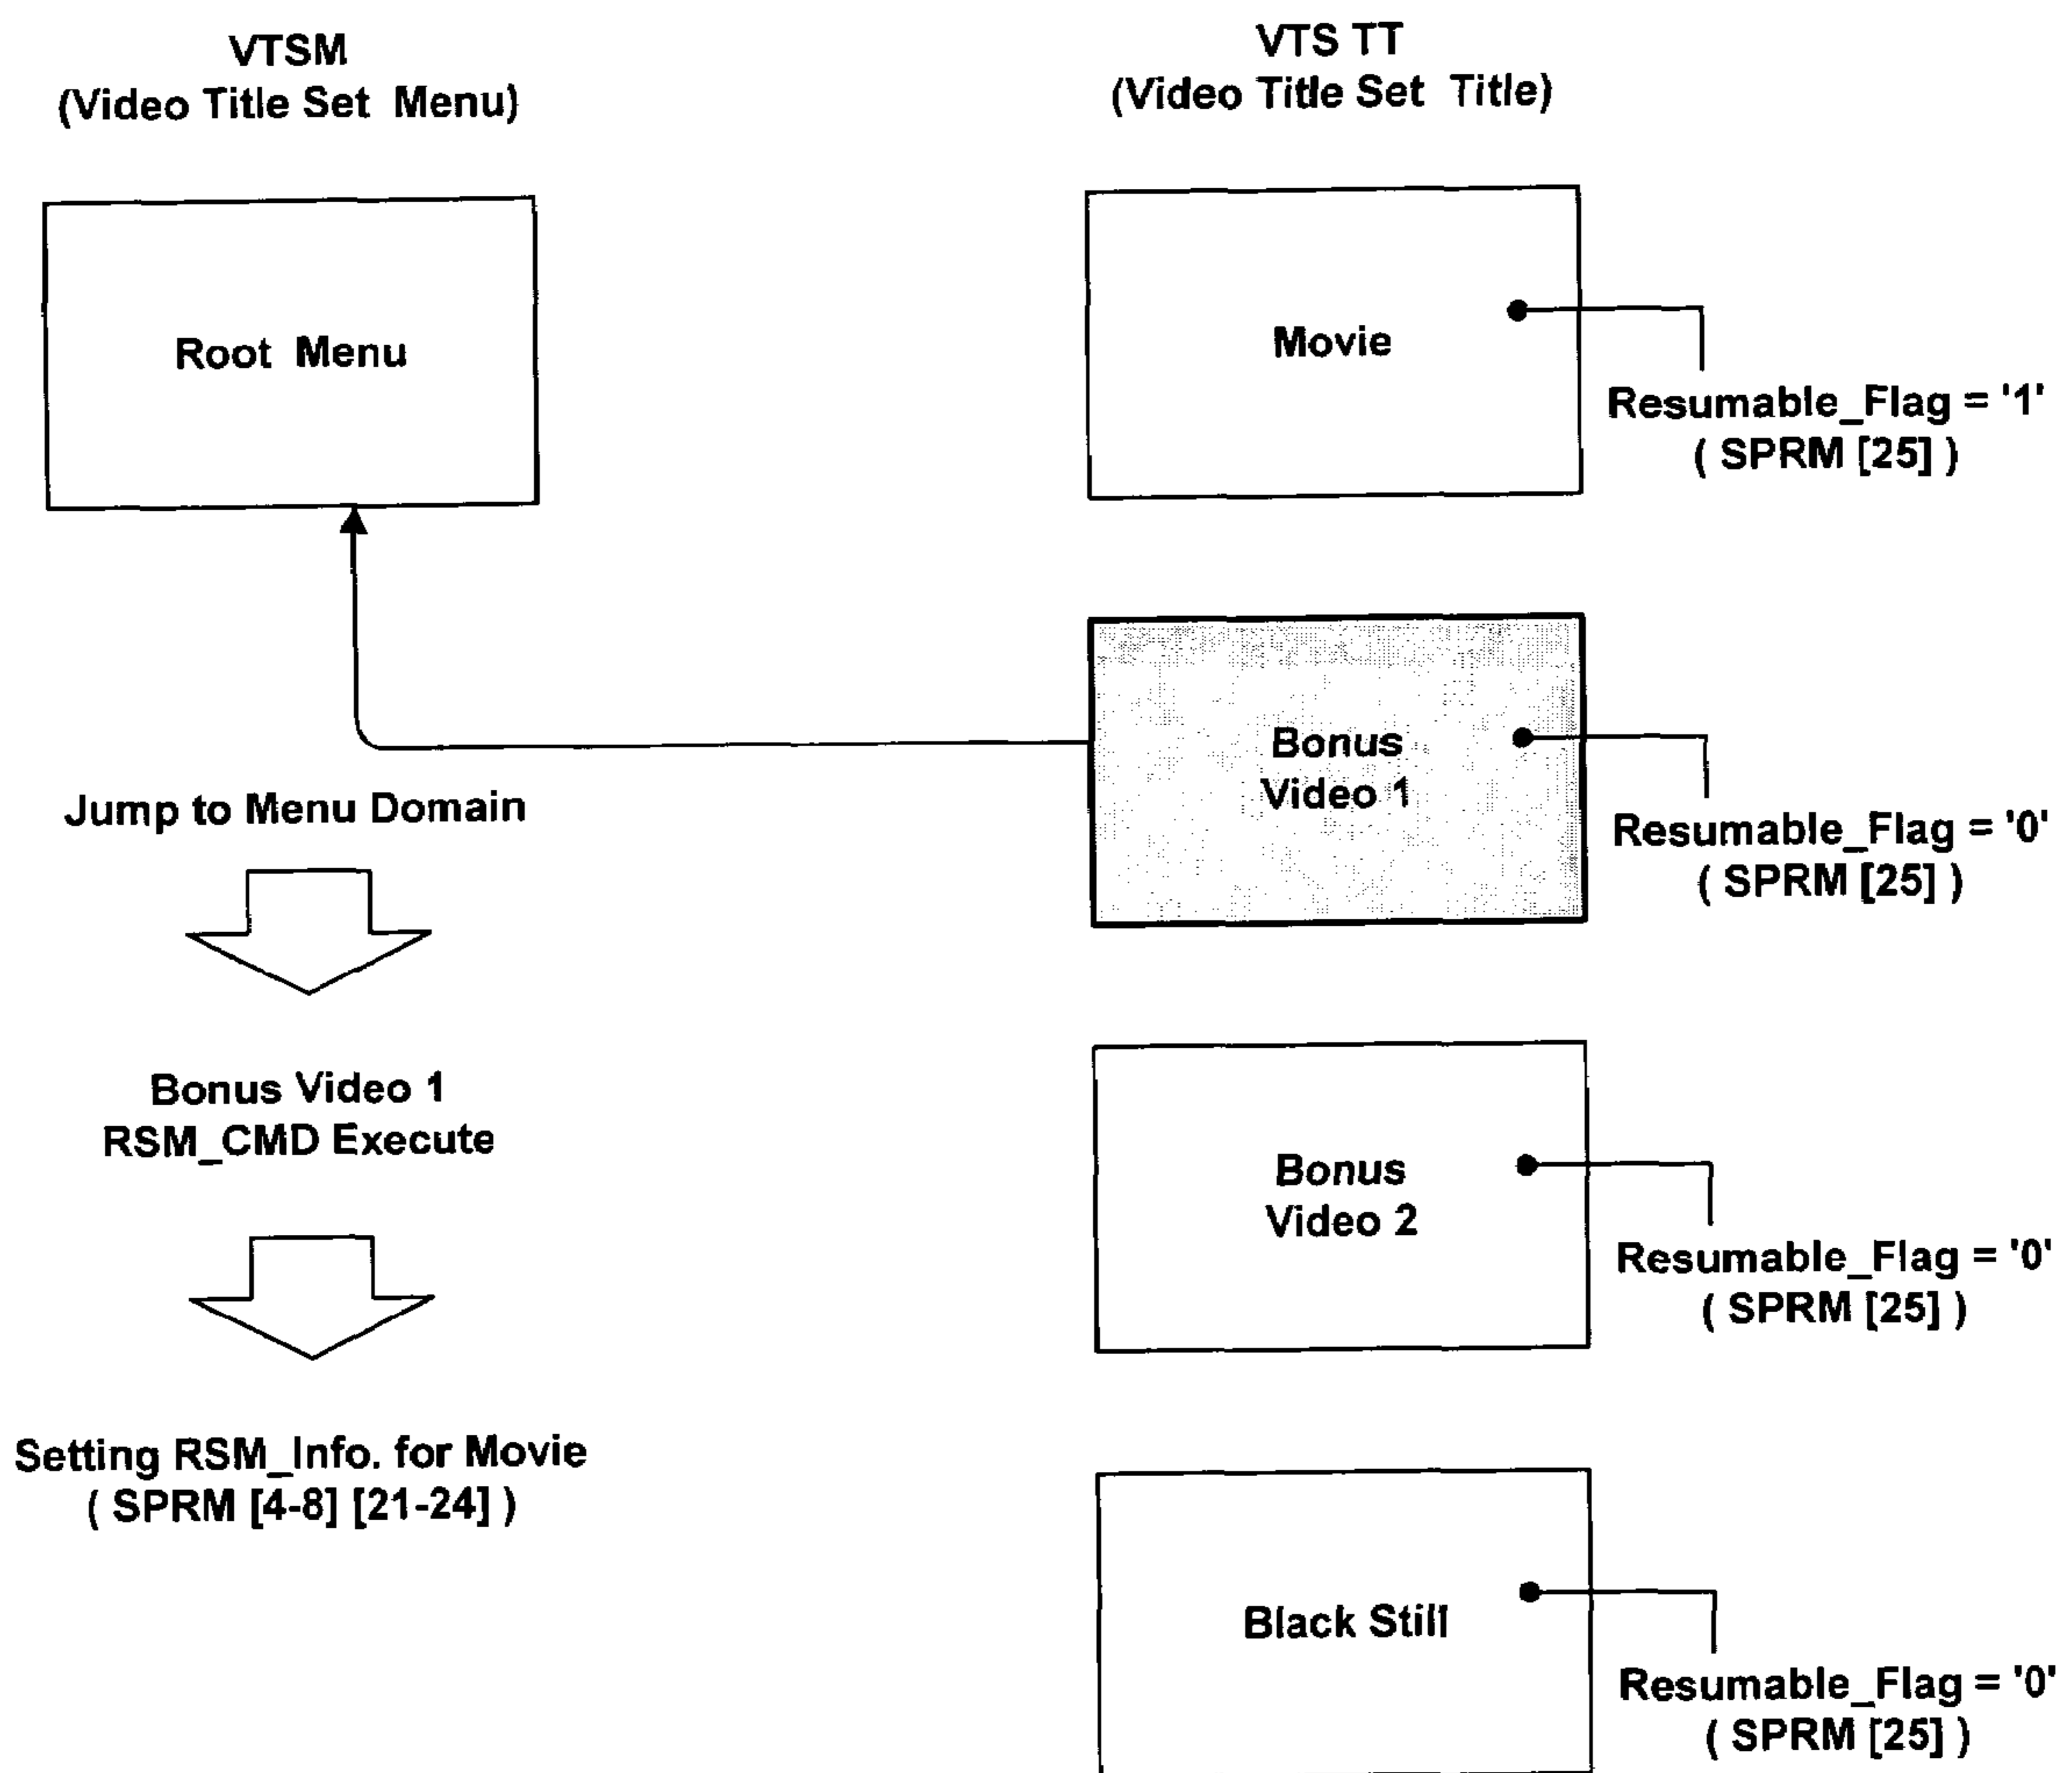 VTSM
(Video Title Set Menu)
VTS TT
(Video Title Set Title)
Root Menu
Movie
Resumable_Flag = '1'
( SPRM [25] )
Jump to Menu Domain
Bonus
Video 1
Resumable_Flag = '0'
( SPRM [25] )
Bonus Video 1
RSM_CMD Execute
Bonus
Video 2
Resumable_Flag = '0'
( SPRM [25] )
Setting RSM_Info. for Movie
( SPRM [4-8] [21-24] )
Black Still
Resumable_Flag = '0'
( SPRM [25] )